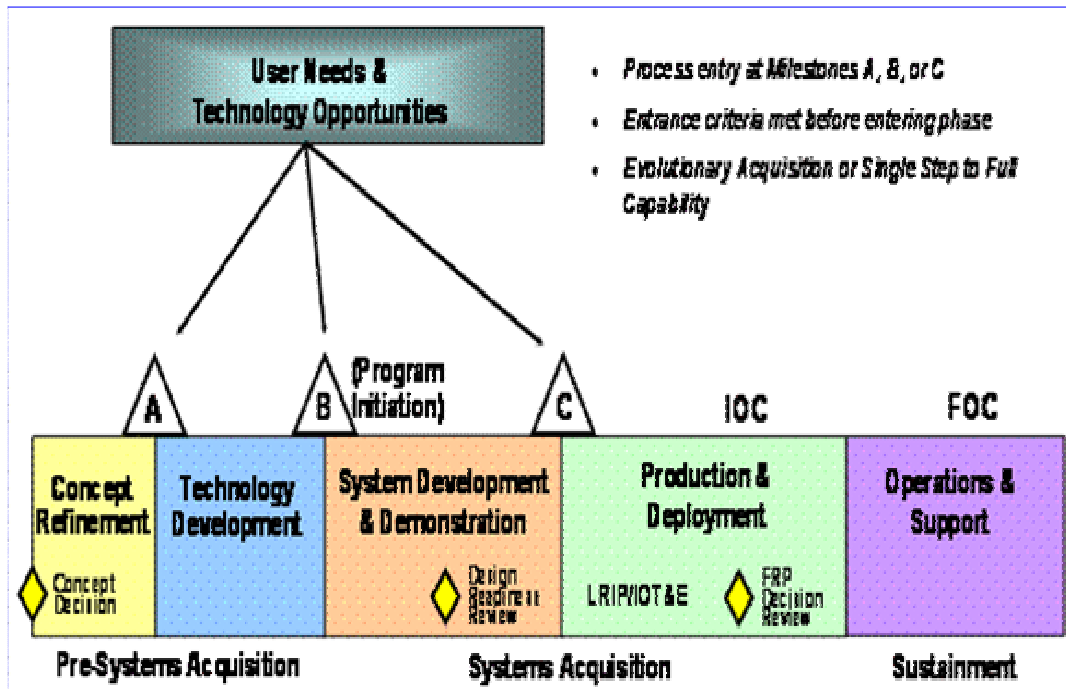 User Needs &
Technology Opportunities
• Process entry at Milestones A, B, or C
• Entrance criteria met before entering phase
• Evolutionary Acquisition or Single Step to Full
Capability
A
B
(Program
Initiation)
C
IOC
FOC
Concept
Refinement
Technology
Development
System Development
& Demonstration
Production &
Deployment
Operations &
Support
Concept
Decision
Design
Readiness
Review
LRIP/IOT&E
FRP
Decision
Review
Pre-Systems Acquisition
Systems Acquisition
Sustainment